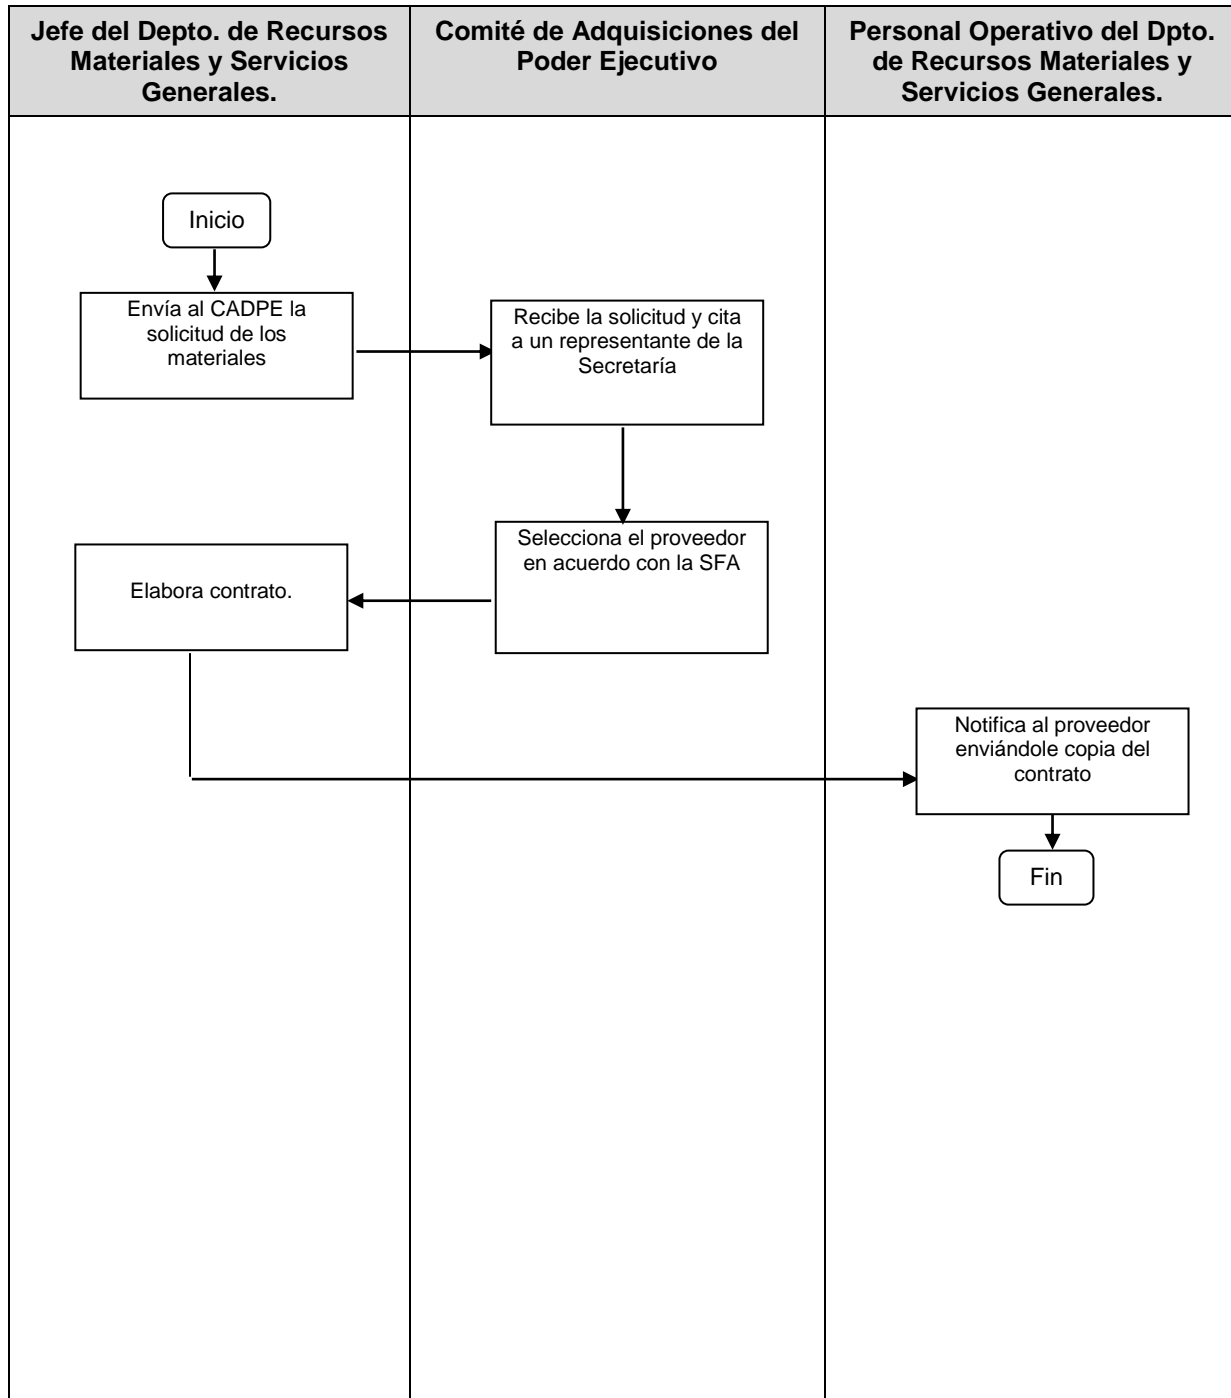 Jefe del Depto. de Recursos
Materiales y Servicios
Generales.
Comité de Adquisiciones del
Poder Ejecutivo
Personal Operativo del Dpto.
de Recursos Materiales y
Servicios Generales.
Inicio
Envía al CADPE la
solicitud de los
materiales
Recibe la solicitud y cita
a un representante de la
Secretaría
Selecciona el proveedor
en acuerdo con la SFA
Elabora contrato.
Notifica al proveedor
enviándole copia del
contrato
Fin